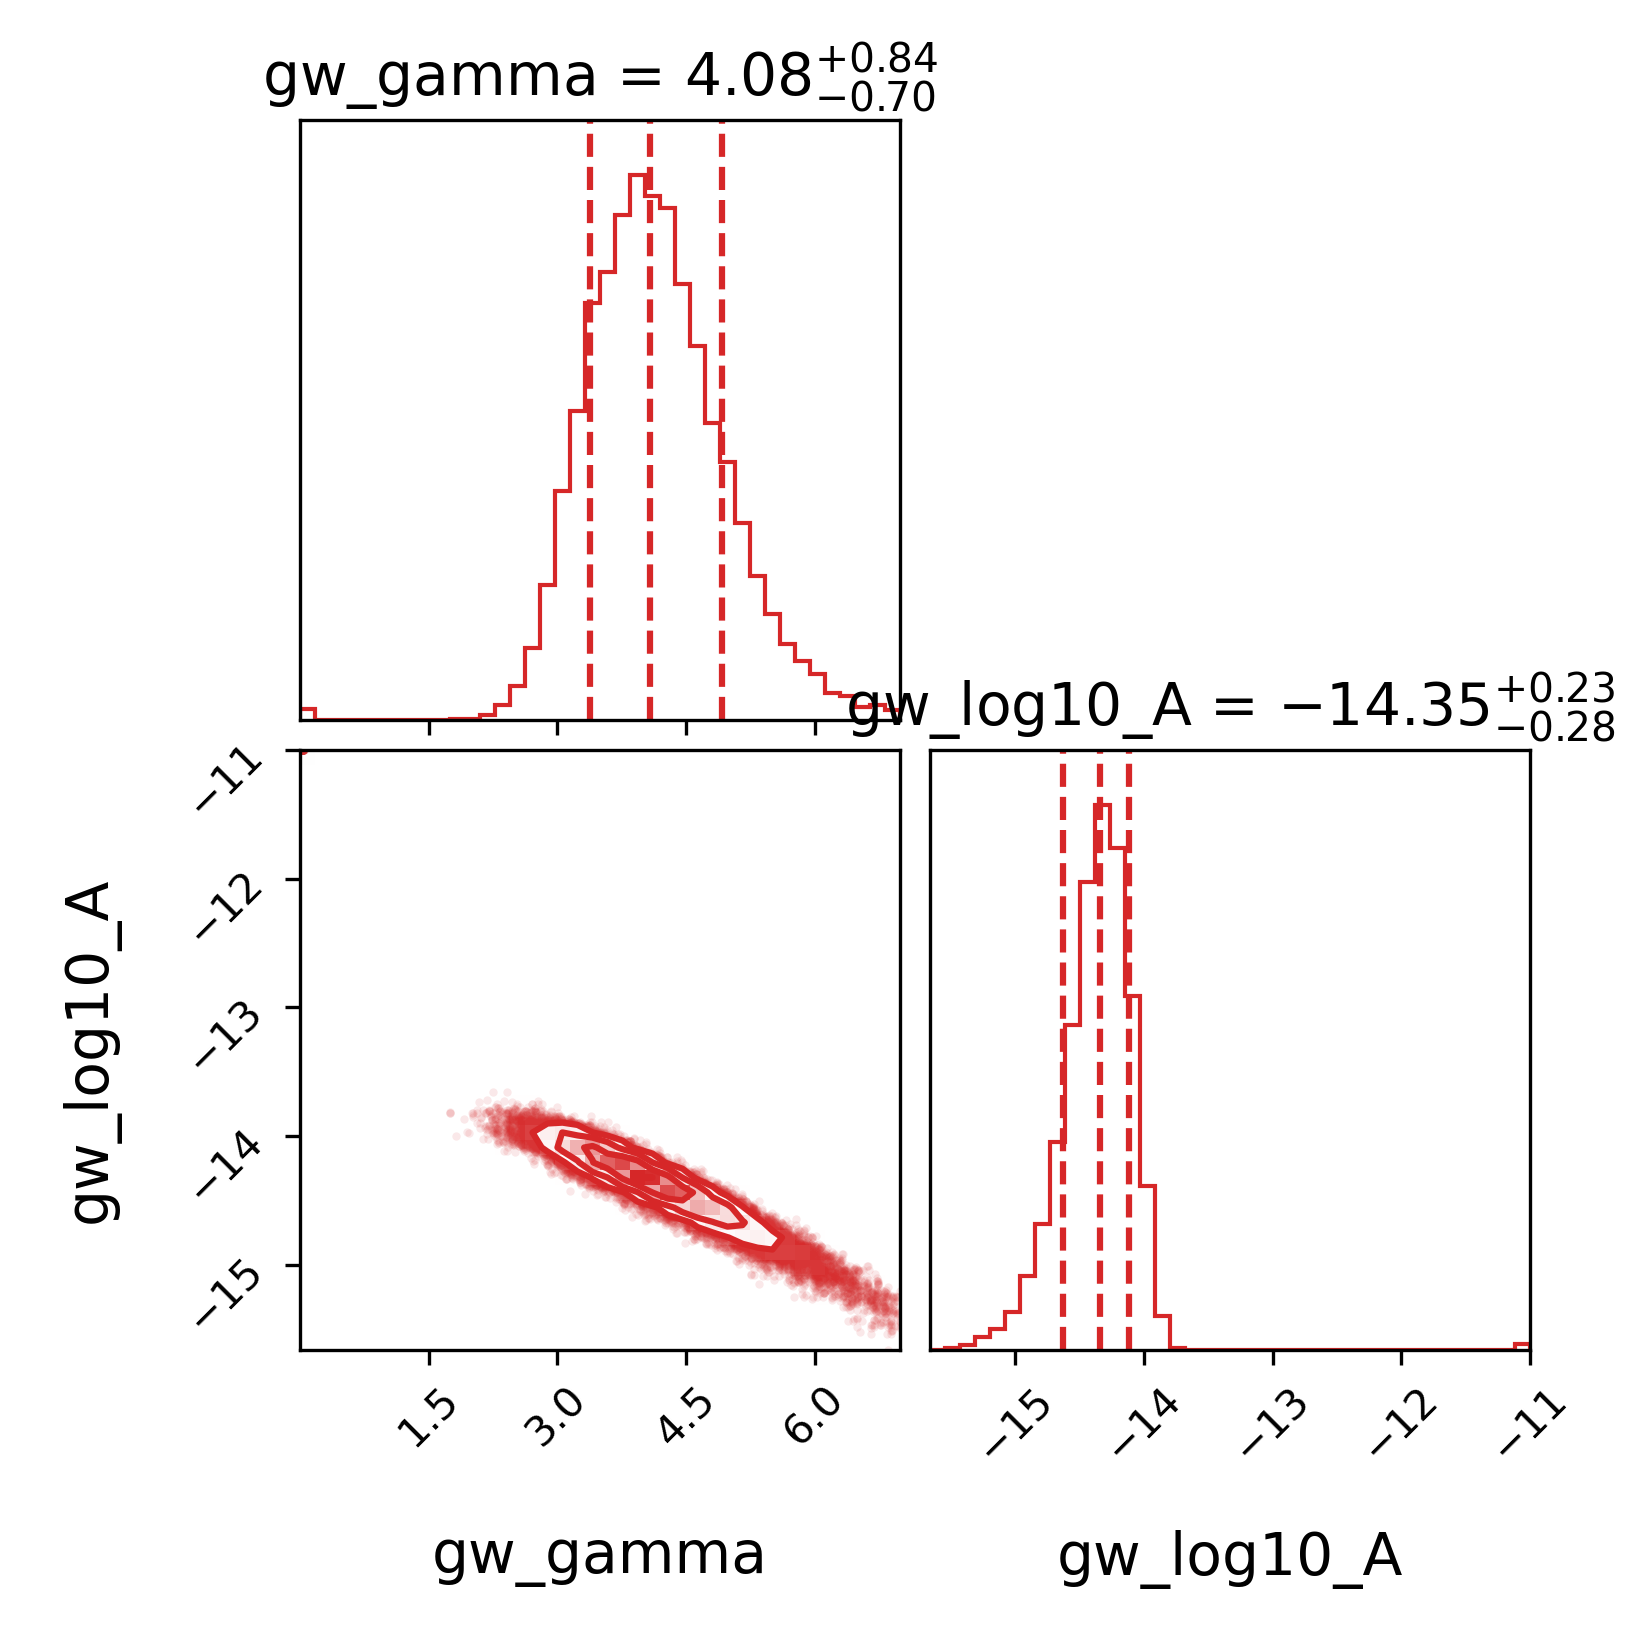 gw_gamma = 4.08+0.84−0.70
gw_log10_A = −14.35+0.23−0.28
gw_log10_A
−11
−12
−13
−14
−15
1.5 3.0 4.5 6.0
−15 −14 −13 −12 −11
gw_gamma
gw_log10_A